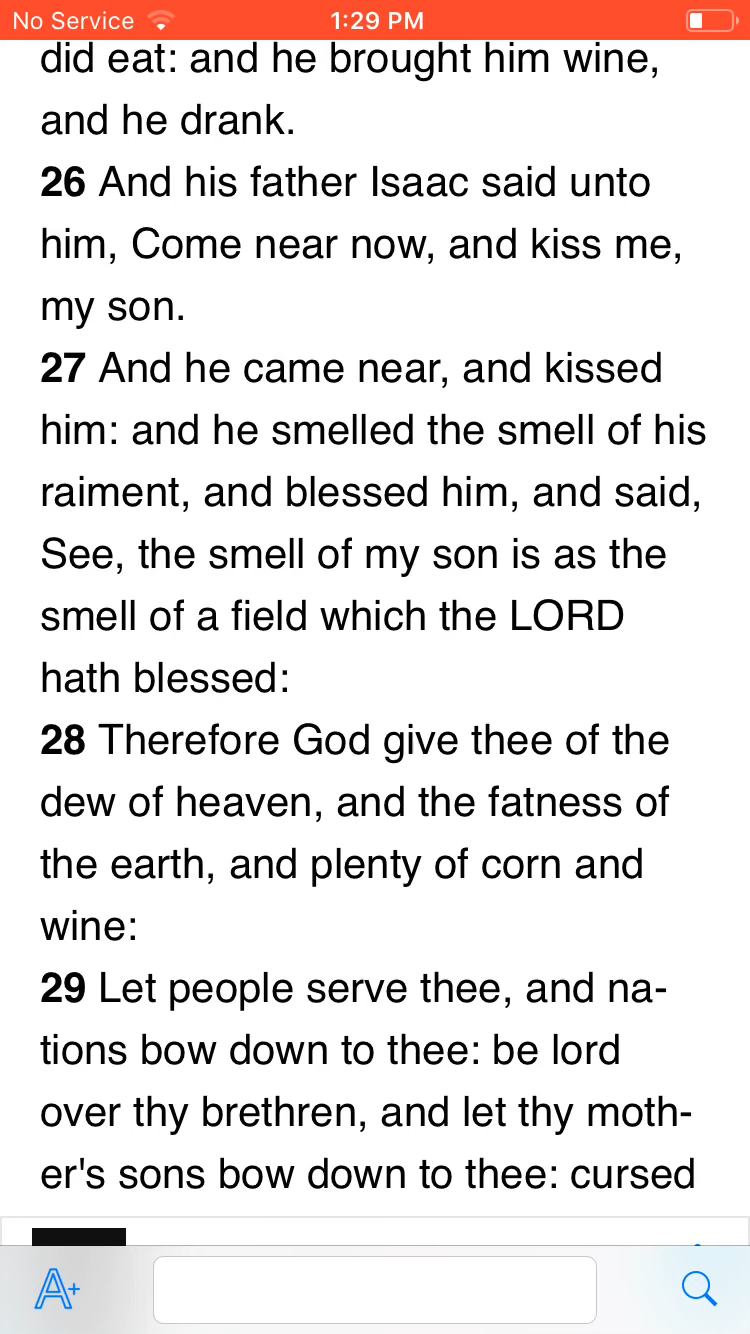 No Service 1:29 PM
did eat: and he brought him wine,
and he drank.
26 And his father Isaac said unto
him, Come near now, and kiss me,
my son.
27 And he came near, and kissed
him: and he smelled the smell of his
raiment, and blessed him, and said,
See, the smell of my son is as the
smell of a field which the LORD
hath blessed:
28 Therefore God give thee of the
dew of heaven, and the fatness of
the earth, and plenty of corn and
wine:
29 Let people serve thee, and na-
tions bow down to thee: be lord
over thy brethren, and let thy moth-
er's sons bow down to thee: cursed
A+